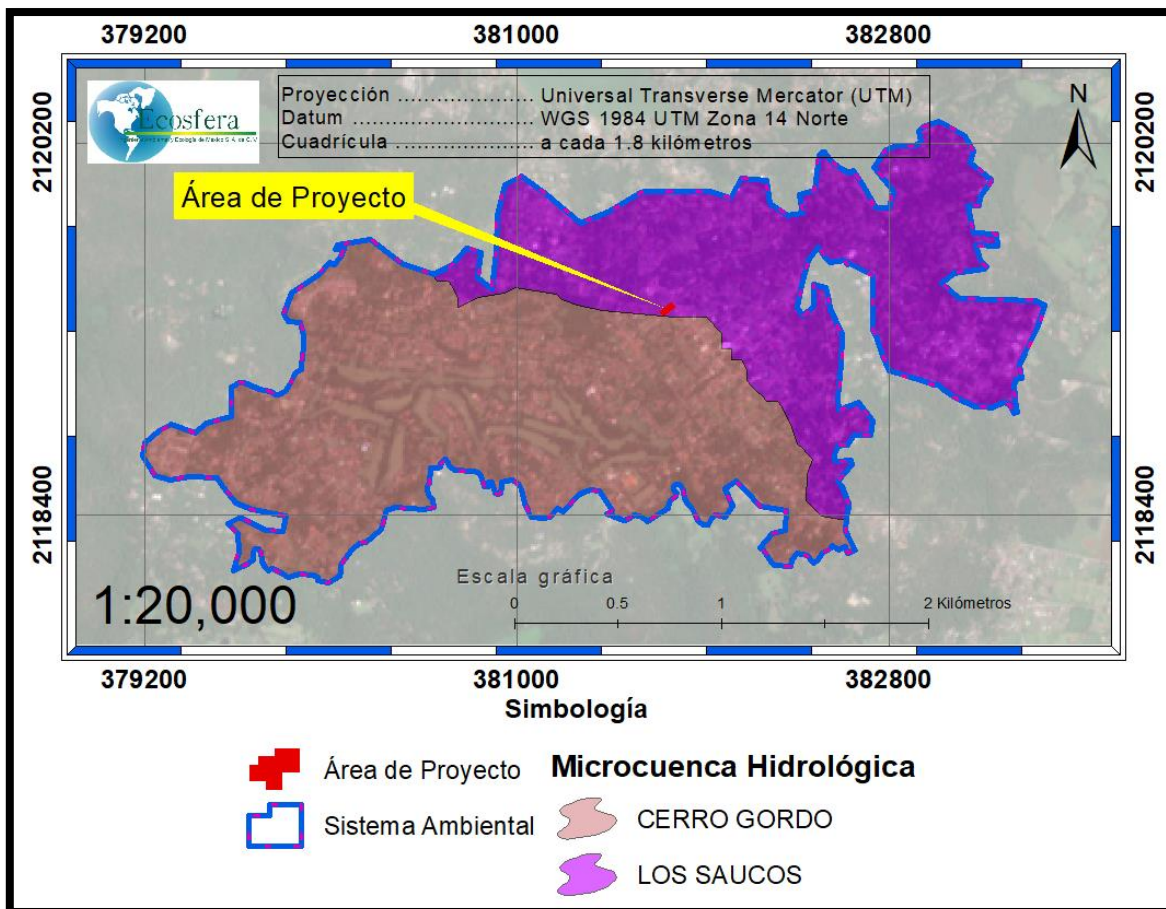 379200 381000 382800
2120200 2120200
Ecosfera
Proyección ...................... Universal Transverse Mercator (UTM)
Datum ............................. WGS 1984 UTM Zona 14 Norte
Cuadrícula ...................... a cada 1.8 kilómetros
N
Área de Proyecto
2118400 2118400
1:20,000
Escala gráfica
0 0.5 1 2 Kilómetros
379200 381000 382800
Simbología
Área de Proyecto
Sistema Ambiental
Microcuenca Hidrológica
CERRO GORDO
LOS SAUCOS